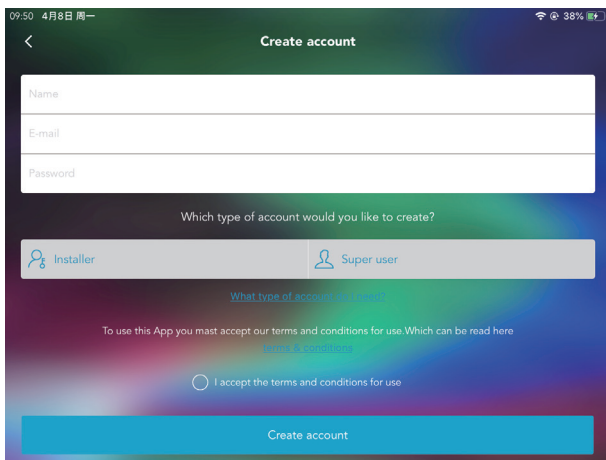 09:50 4月8日 周一
38%
Create account
Name
E-mail
Password
Which type of account would you like to create?
Installer
Super user
What type of account do I need?
To use this App you mast accept our terms and conditions for use.Which can be read here
terms & conditions
I accept the terms and conditions for use
Create account